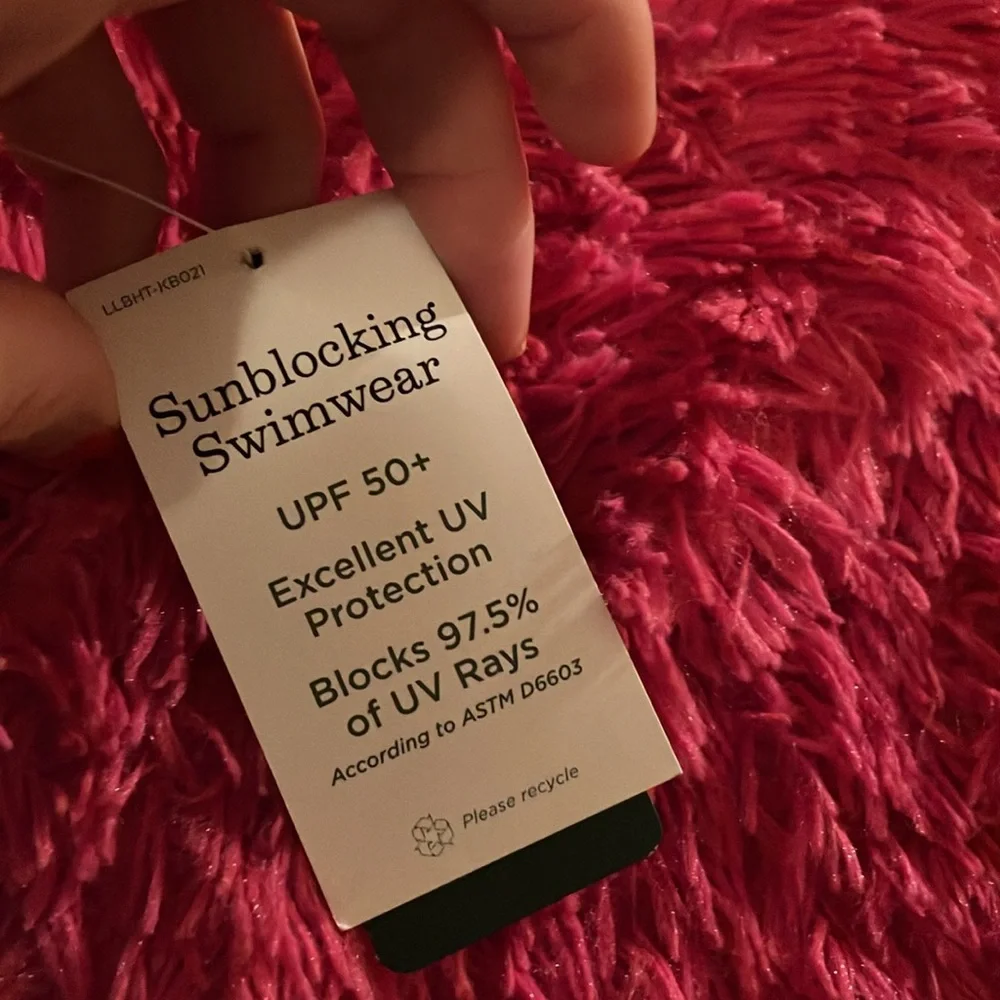 LLBHT-KB021
Sunblocking
Swimwear
UPF 50+
Excellent UV
Protection
Blocks 97.5%
of UV Rays
According to ASTM D6603
Please recycle